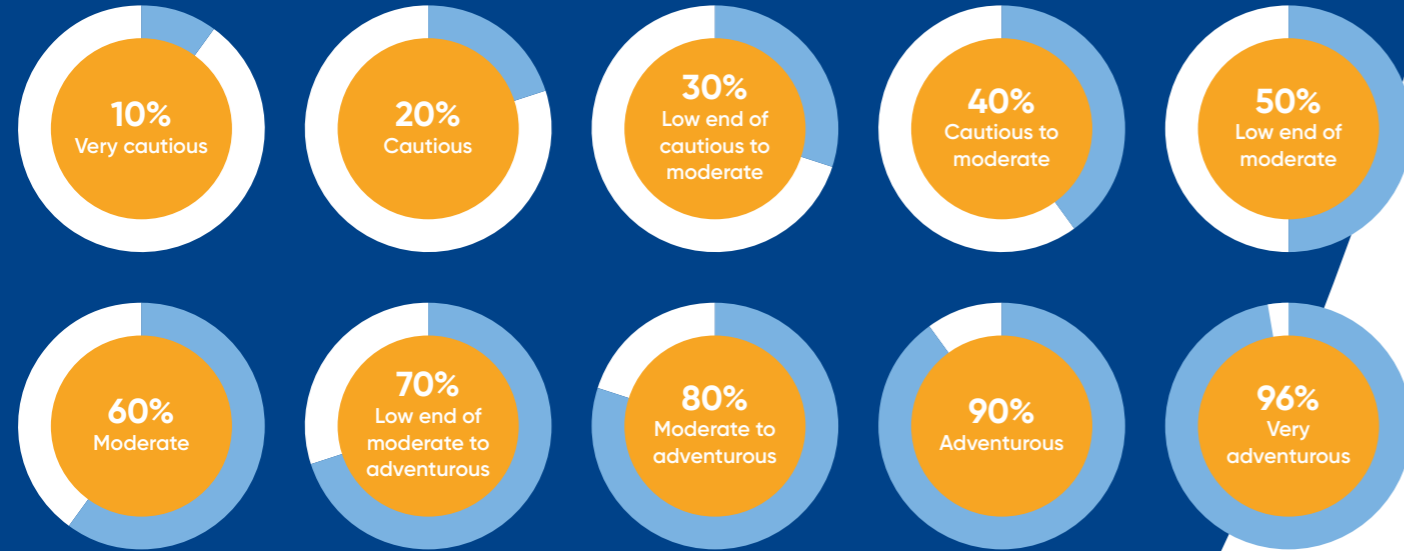 10%
Very cautious
20%
Cautious
30%
Low end of
cautious to
moderate
40%
Cautious to
moderate
50%
Low end of
moderate
60%
Moderate
70%
Low end of
moderate to
adventurous
80%
Moderate to
adventurous
90%
Adventurous
96%
Very
adventurous